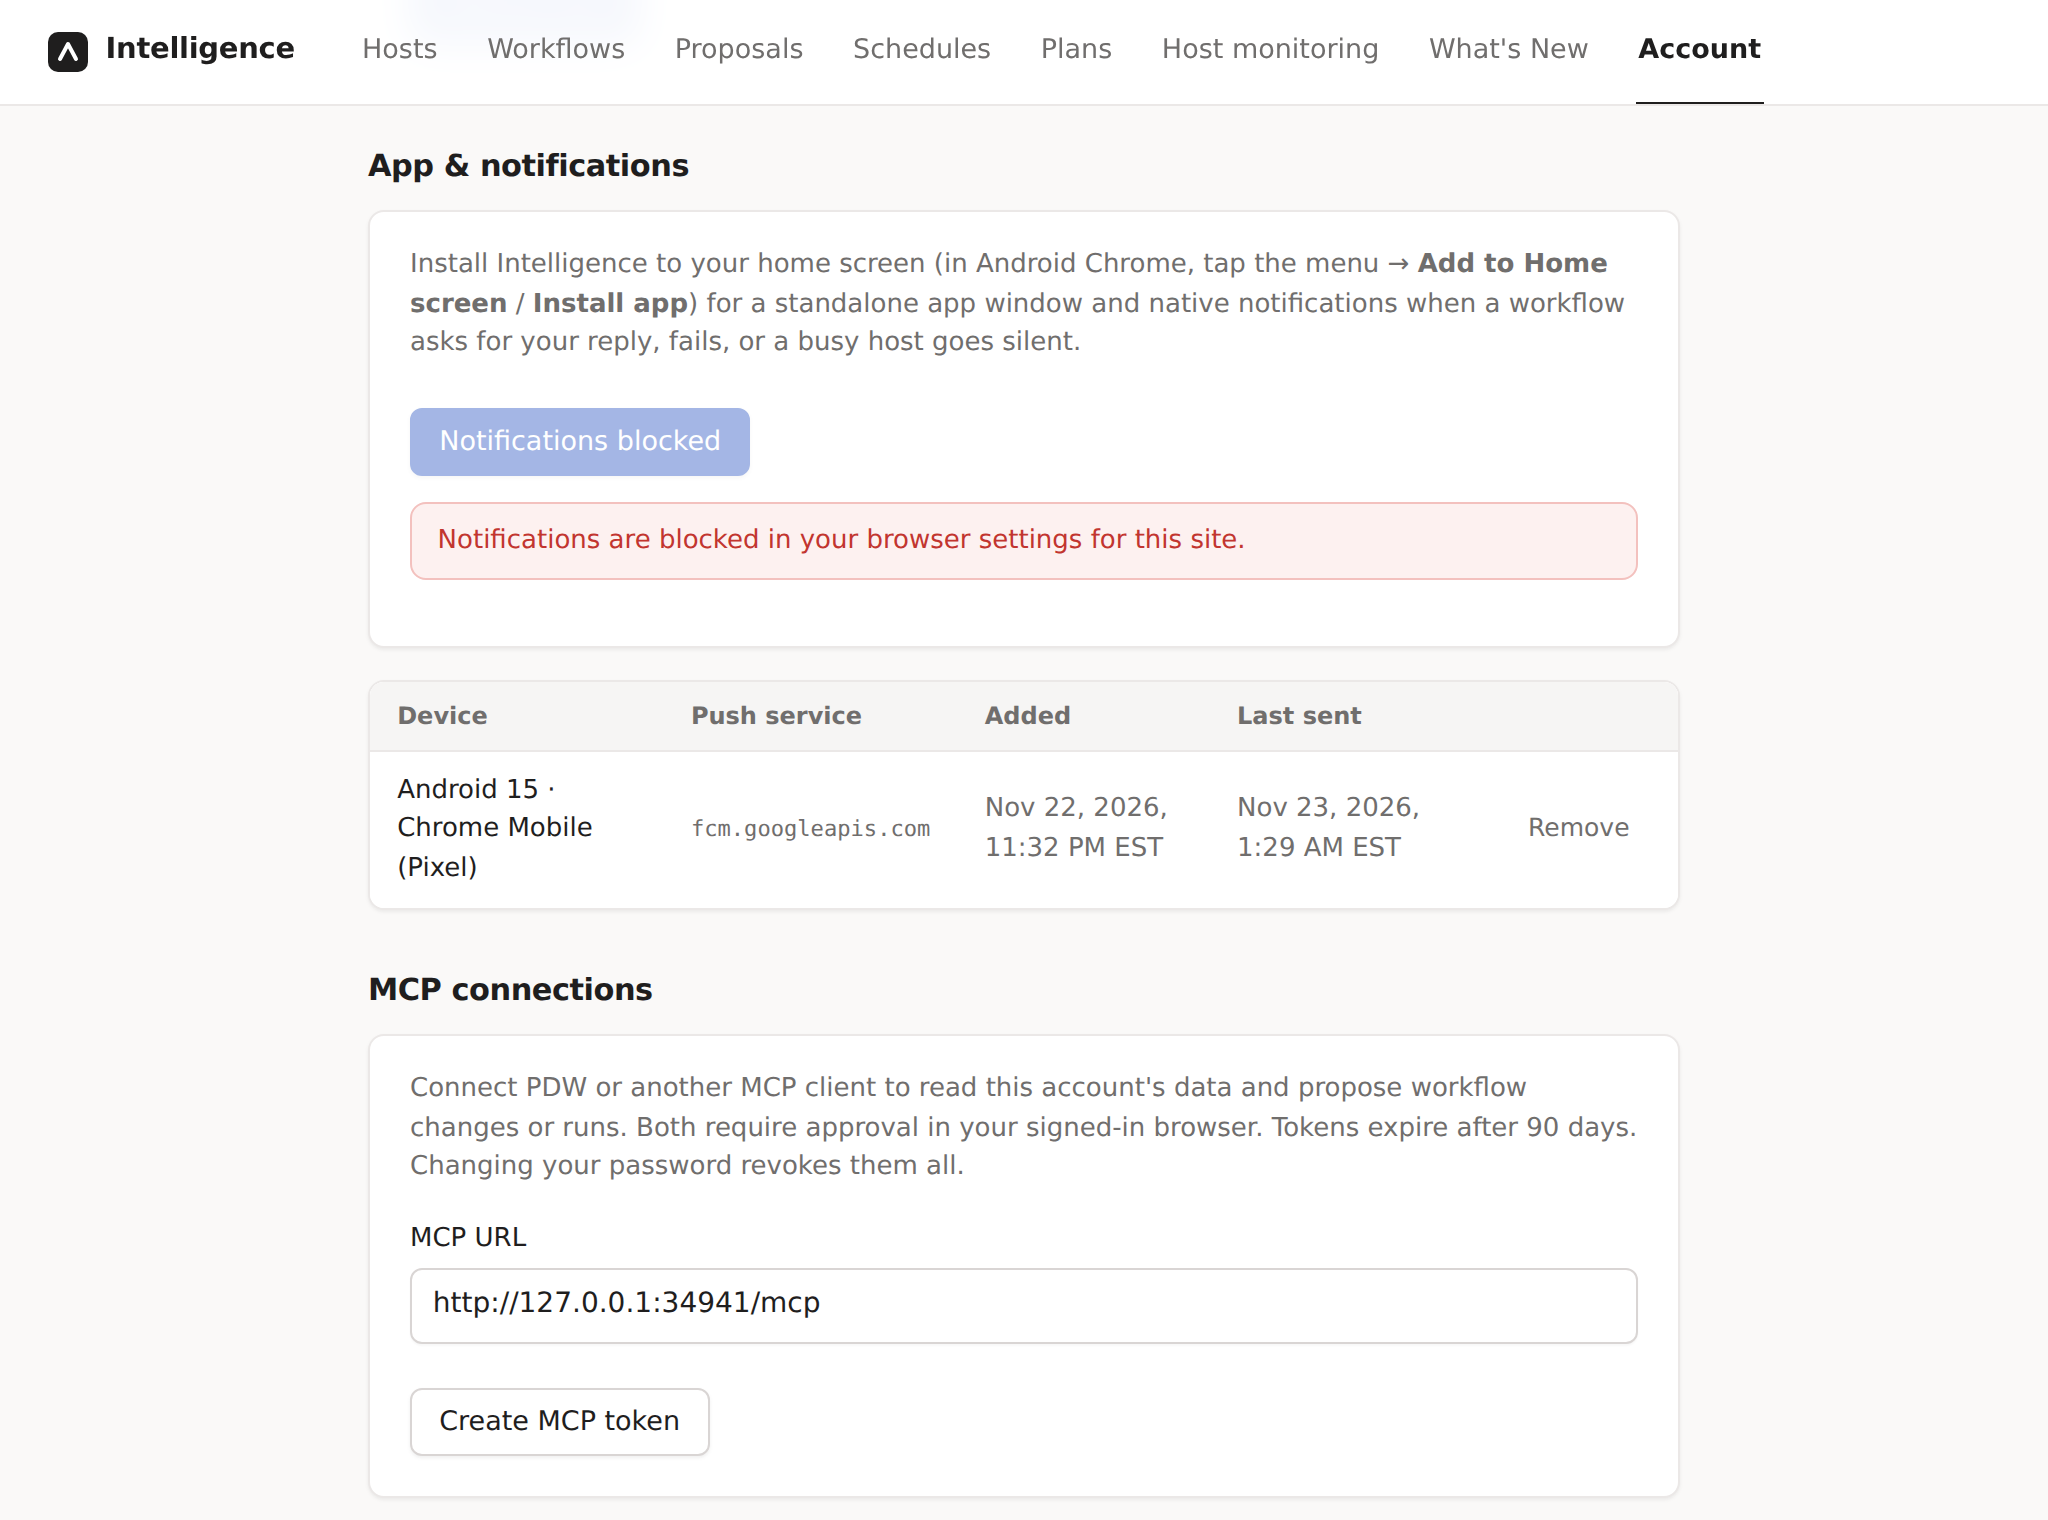 Intelligence
Hosts
Workflows
Proposals
Schedules
Plans
Host monitoring
What's New
Account
App & notifications
Install Intelligence to your home screen (in Android Chrome, tap the menu → Add to Home
screen / Install app) for a standalone app window and native notifications when a workflow
asks for your reply, fails, or a busy host goes silent.
Notifications blocked
Notifications are blocked in your browser settings for this site.
Device Push service Added Last sent
Android 15 ·
Chrome Mobile
(Pixel)
fcm.googleapis.com
Nov 22, 2026,
11:32 PM EST
Nov 23, 2026,
1:29 AM EST
Remove
MCP connections
Connect PDW or another MCP client to read this account's data and propose workflow
changes or runs. Both require approval in your signed-in browser. Tokens expire after 90 days.
Changing your password revokes them all.
MCP URL
http://127.0.0.1:34941/mcp
Create MCP token